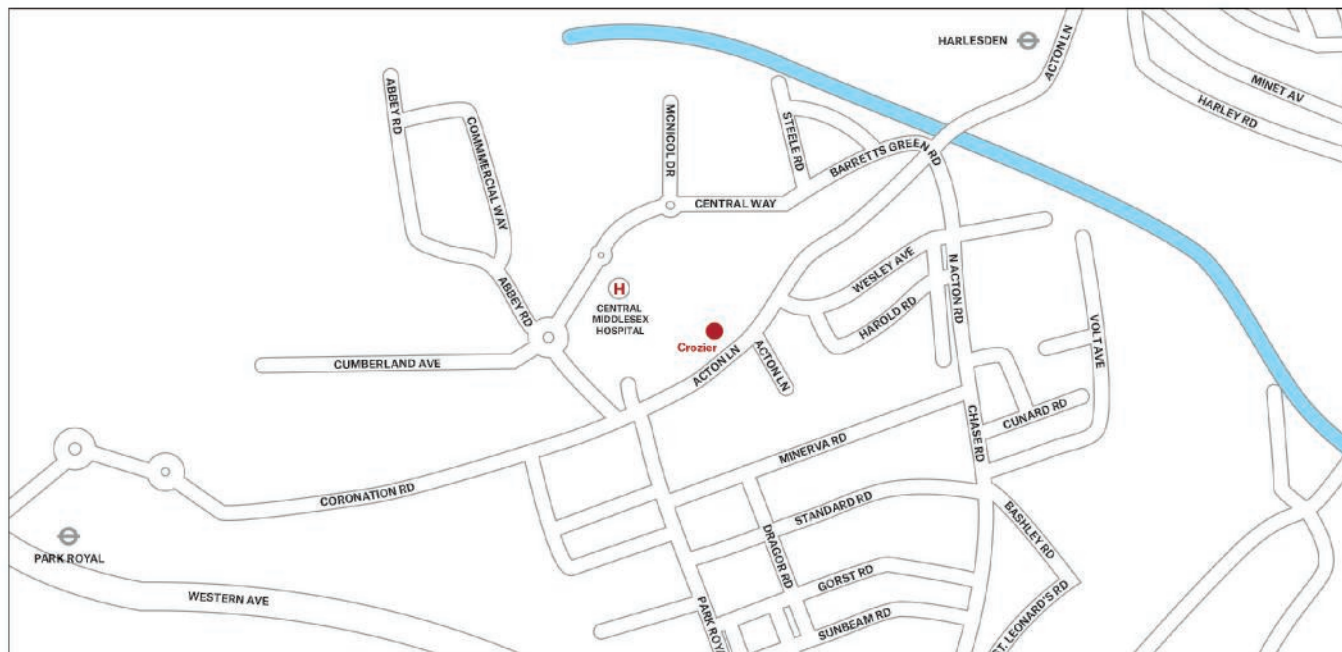 HARLESDEN
ACTON LN
MINET AV
HARLEY RD
ABBEY RD
COMMMERCIAL WAY
MCNICOL DR
STEELE RD
BARRETTS GREEN RD
CENTRAL WAY
ABBEY RD
H
CENTRAL
MIDDLESEX
HOSPITAL
WESLEY AVE
N ACTON RD
HAROLD RD
VOLT AVE
Crozier
ACTON LN
ACTON LN
CUMBERLAND AVE
CUNARD RD
CHASE RD
MINERVA RD
CORONATION RD
STANDARD RD
BASHLEY RD
DRAGOR RD
PARK ROYAL
GORST RD
WESTERN AVE
SUNBEAM RD
ST. LEONARD'S RD